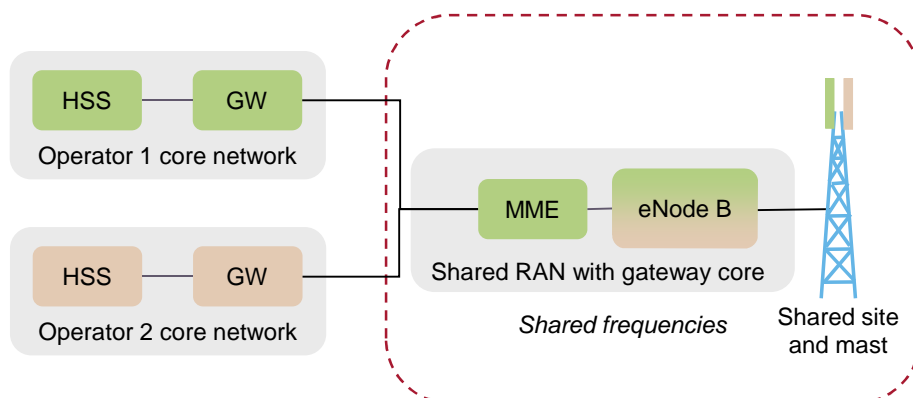 HSS
GW
Operator 1 core network
HSS
GW
Operator 2 core network
MME
eNode B
Shared RAN with gateway core
Shared frequencies
Shared site
and mast